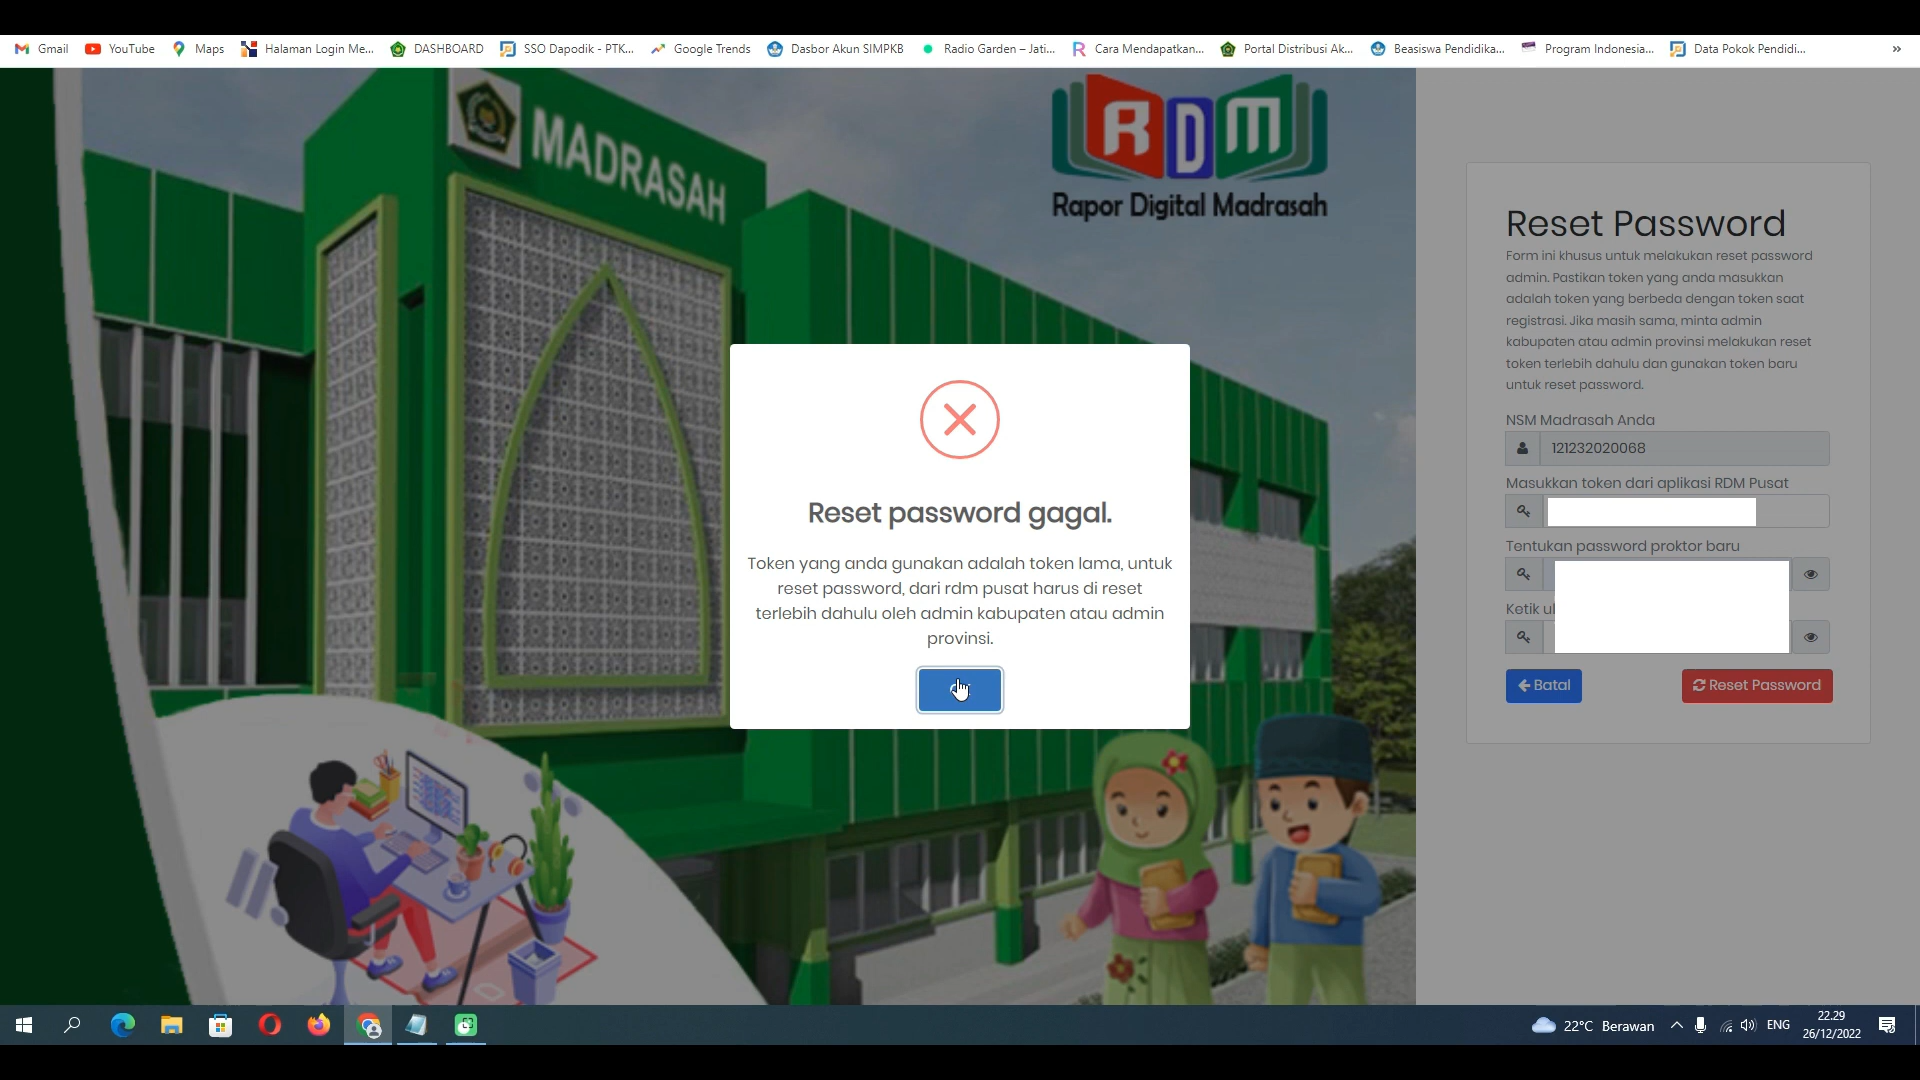 Gmail
YouTube
Maps
Halaman Login Me...
DASHBOARD
SSO Dapodik - PTK...
Google Trends
Dasbor Akun SIMPKB
Radio Garden – Jati...
Cara Mendapatkan...
Portal Distribusi Ak...
Beasiswa Pendidika...
Program Indonesia...
Data Pokok Pendidi...
»
MADRASAH
RDM
Rapor Digital Madrasah
Reset Password
Form ini khusus untuk melakukan reset password
admin. Pastikan token yang anda masukkan
adalah token yang berbeda dengan token saat
registrasi. Jika masih sama, minta admin
kabupaten atau admin provinsi melakukan reset
token terlebih dahulu dan gunakan token baru
untuk reset password.
NSM Madrasah Anda
121232020068
Masukkan token dari aplikasi RDM Pusat
Tentukan password proktor baru
Ketik ul
Batal
Reset Password
Reset password gagal.
Token yang anda gunakan adalah token lama, untuk
reset password, dari rdm pusat harus di reset
terlebih dahulu oleh admin kabupaten atau admin
provinsi.
22°C Berawan
ENG
22.29
26/12/2022